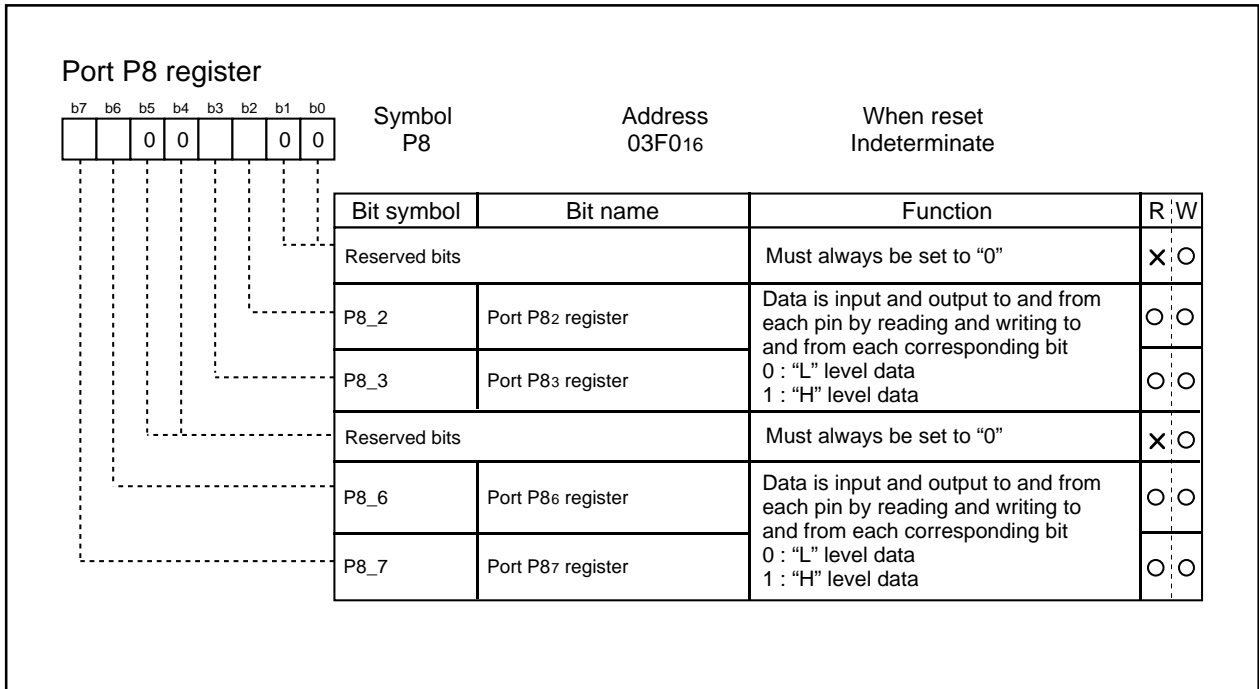 Port P8 register
b7 b6 b5 b4 b3 b2 b1 b0
0 0 0 0
Symbol Address When reset
P8 03F016 Indeterminate
Bit symbol Bit name Function R W
Reserved bits Must always be set to “0” X O
P8_2 Port P82 register Data is input and output to and from
each pin by reading and writing to
and from each corresponding bit
0 : “L” level data
1 : “H” level data
O O
P8_3 Port P83 register O O
Reserved bits Must always be set to “0” X O
P8_6 Port P86 register Data is input and output to and from
each pin by reading and writing to
and from each corresponding bit
0 : “L” level data
1 : “H” level data
O O
P8_7 Port P87 register O O